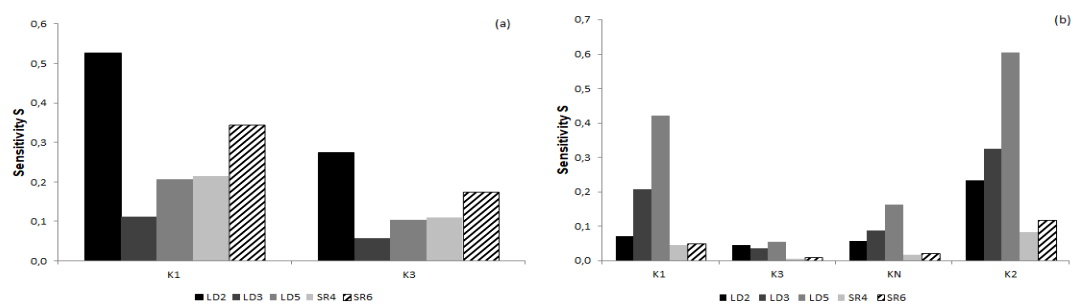 (a)
Sensitivity S
0,6
0,5
0,4
0,3
0,2
0,1
0,0
K1 K3
LD2 LD3 LD5 SR4 SR6
(b)
Sensitivity S
0,7
0,6
0,5
0,4
0,3
0,2
0,1
0,0
K1 K3 KN K2
LD2 LD3 LD5 SR4 SR6